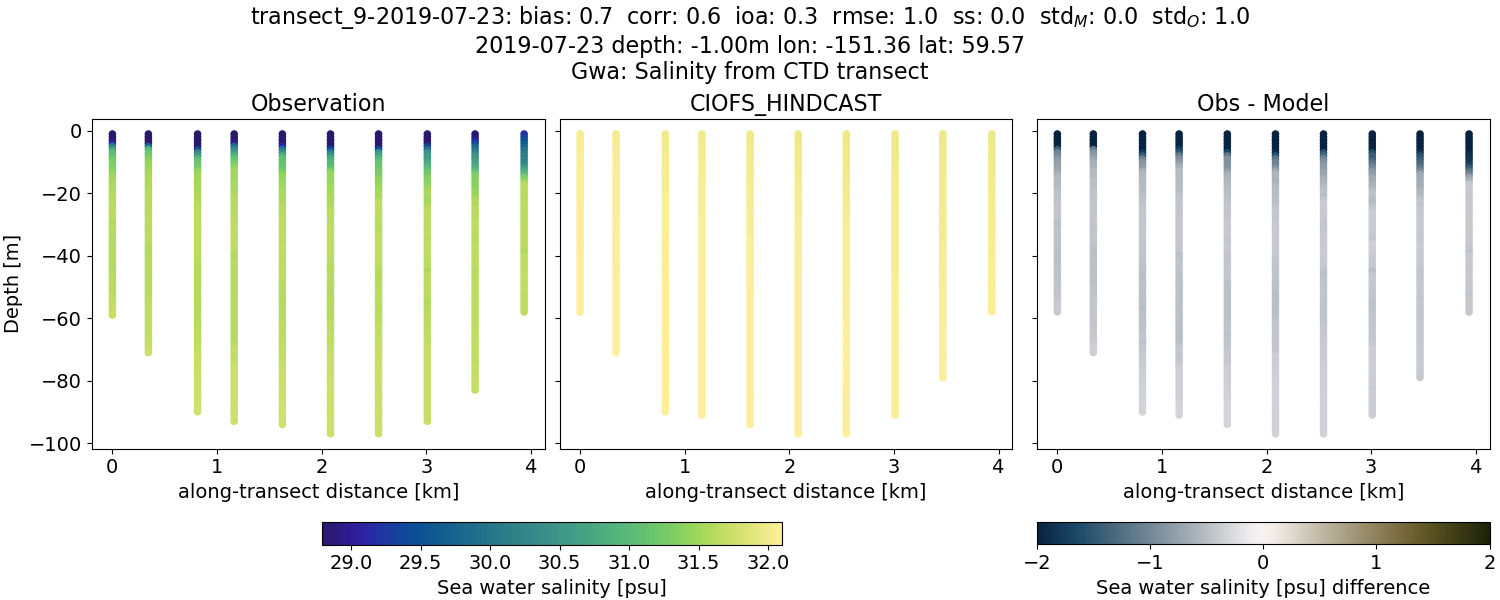 transect_9-2019-07-23: bias: 0.7 corr: 0.6 ioa: 0.3 rmse: 1.0 ss: 0.0 std_M: 0.0 std_O: 1.0
2019-07-23 depth: -1.00m lon: -151.36 lat: 59.57
Gwa: Salinity from CTD transect
Observation
CIOFS_HINDCAST
Obs - Model
Depth [m]
0
−20
−40
−60
−80
−100
0 1 2 3 4
along-transect distance [km]
0 1 2 3 4
along-transect distance [km]
0 1 2 3 4
along-transect distance [km]
29.0 29.5 30.0 30.5 31.0 31.5 32.0
Sea water salinity [psu]
−2 −1 0 1 2
Sea water salinity [psu] difference